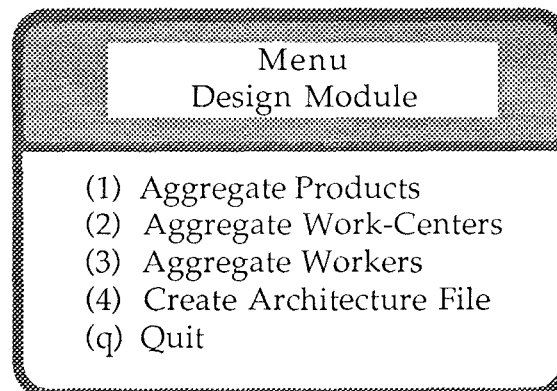 Menu
Design Module
(1) Aggregate Products
(2) Aggregate Work-Centers
(3) Aggregate Workers
(4) Create Architecture File
(q) Quit